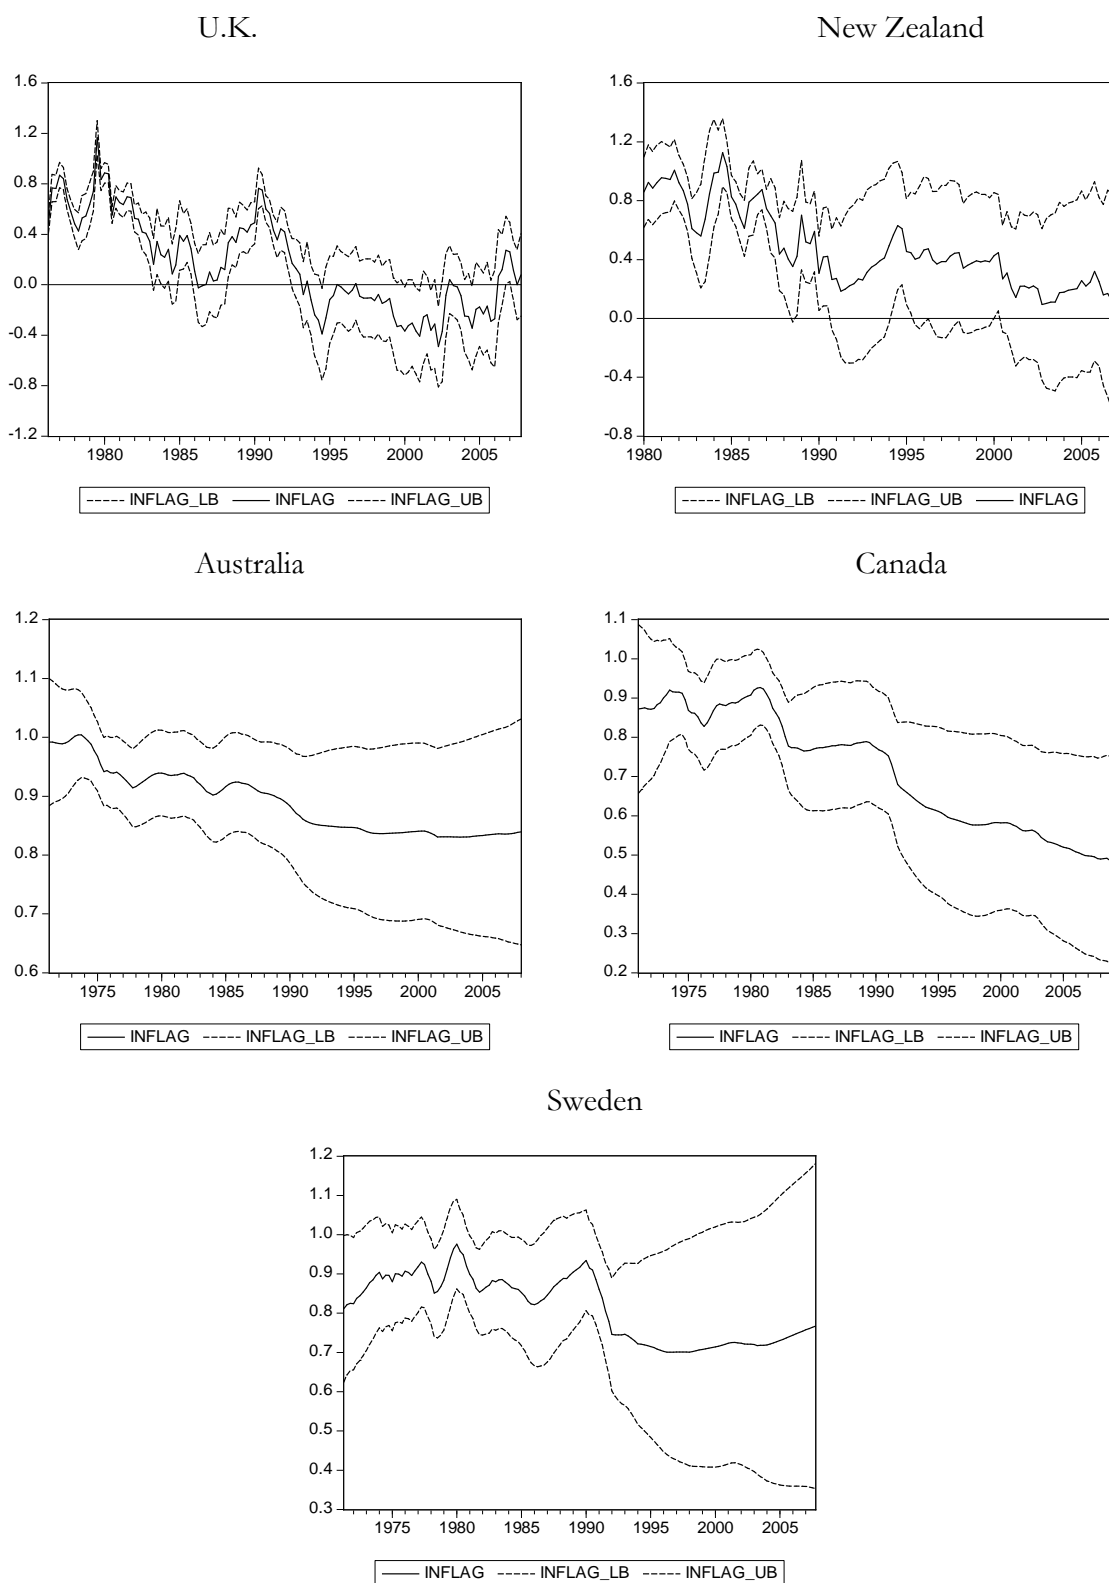 U.K.
1.6
1.2
0.8
0.4
0.0
-0.4
-0.8
-1.2
1980 1985 1990 1995 2000 2005
INFLAG_LB INFLAG INFLAG_UB
New Zealand
1.6
1.2
0.8
0.4
0.0
-0.4
-0.8
1980 1985 1990 1995 2000 2005
INFLAG_LB INFLAG_UB INFLAG
Australia
1.2
1.1
1.0
0.9
0.8
0.7
0.6
1975 1980 1985 1990 1995 2000 2005
INFLAG INFLAG_LB INFLAG_UB
Canada
1.1
1.0
0.9
0.8
0.7
0.6
0.5
0.4
0.3
0.2
1975 1980 1985 1990 1995 2000 2005
INFLAG INFLAG_LB INFLAG_UB
Sweden
1.2
1.1
1.0
0.9
0.8
0.7
0.6
0.5
0.4
0.3
1975 1980 1985 1990 1995 2000 2005
INFLAG INFLAG_LB INFLAG_UB